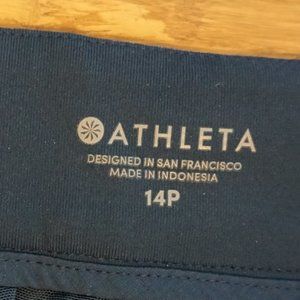 ATHLETA
DESIGNED IN SAN FRANCISCO
MADE IN INDONESIA
14P